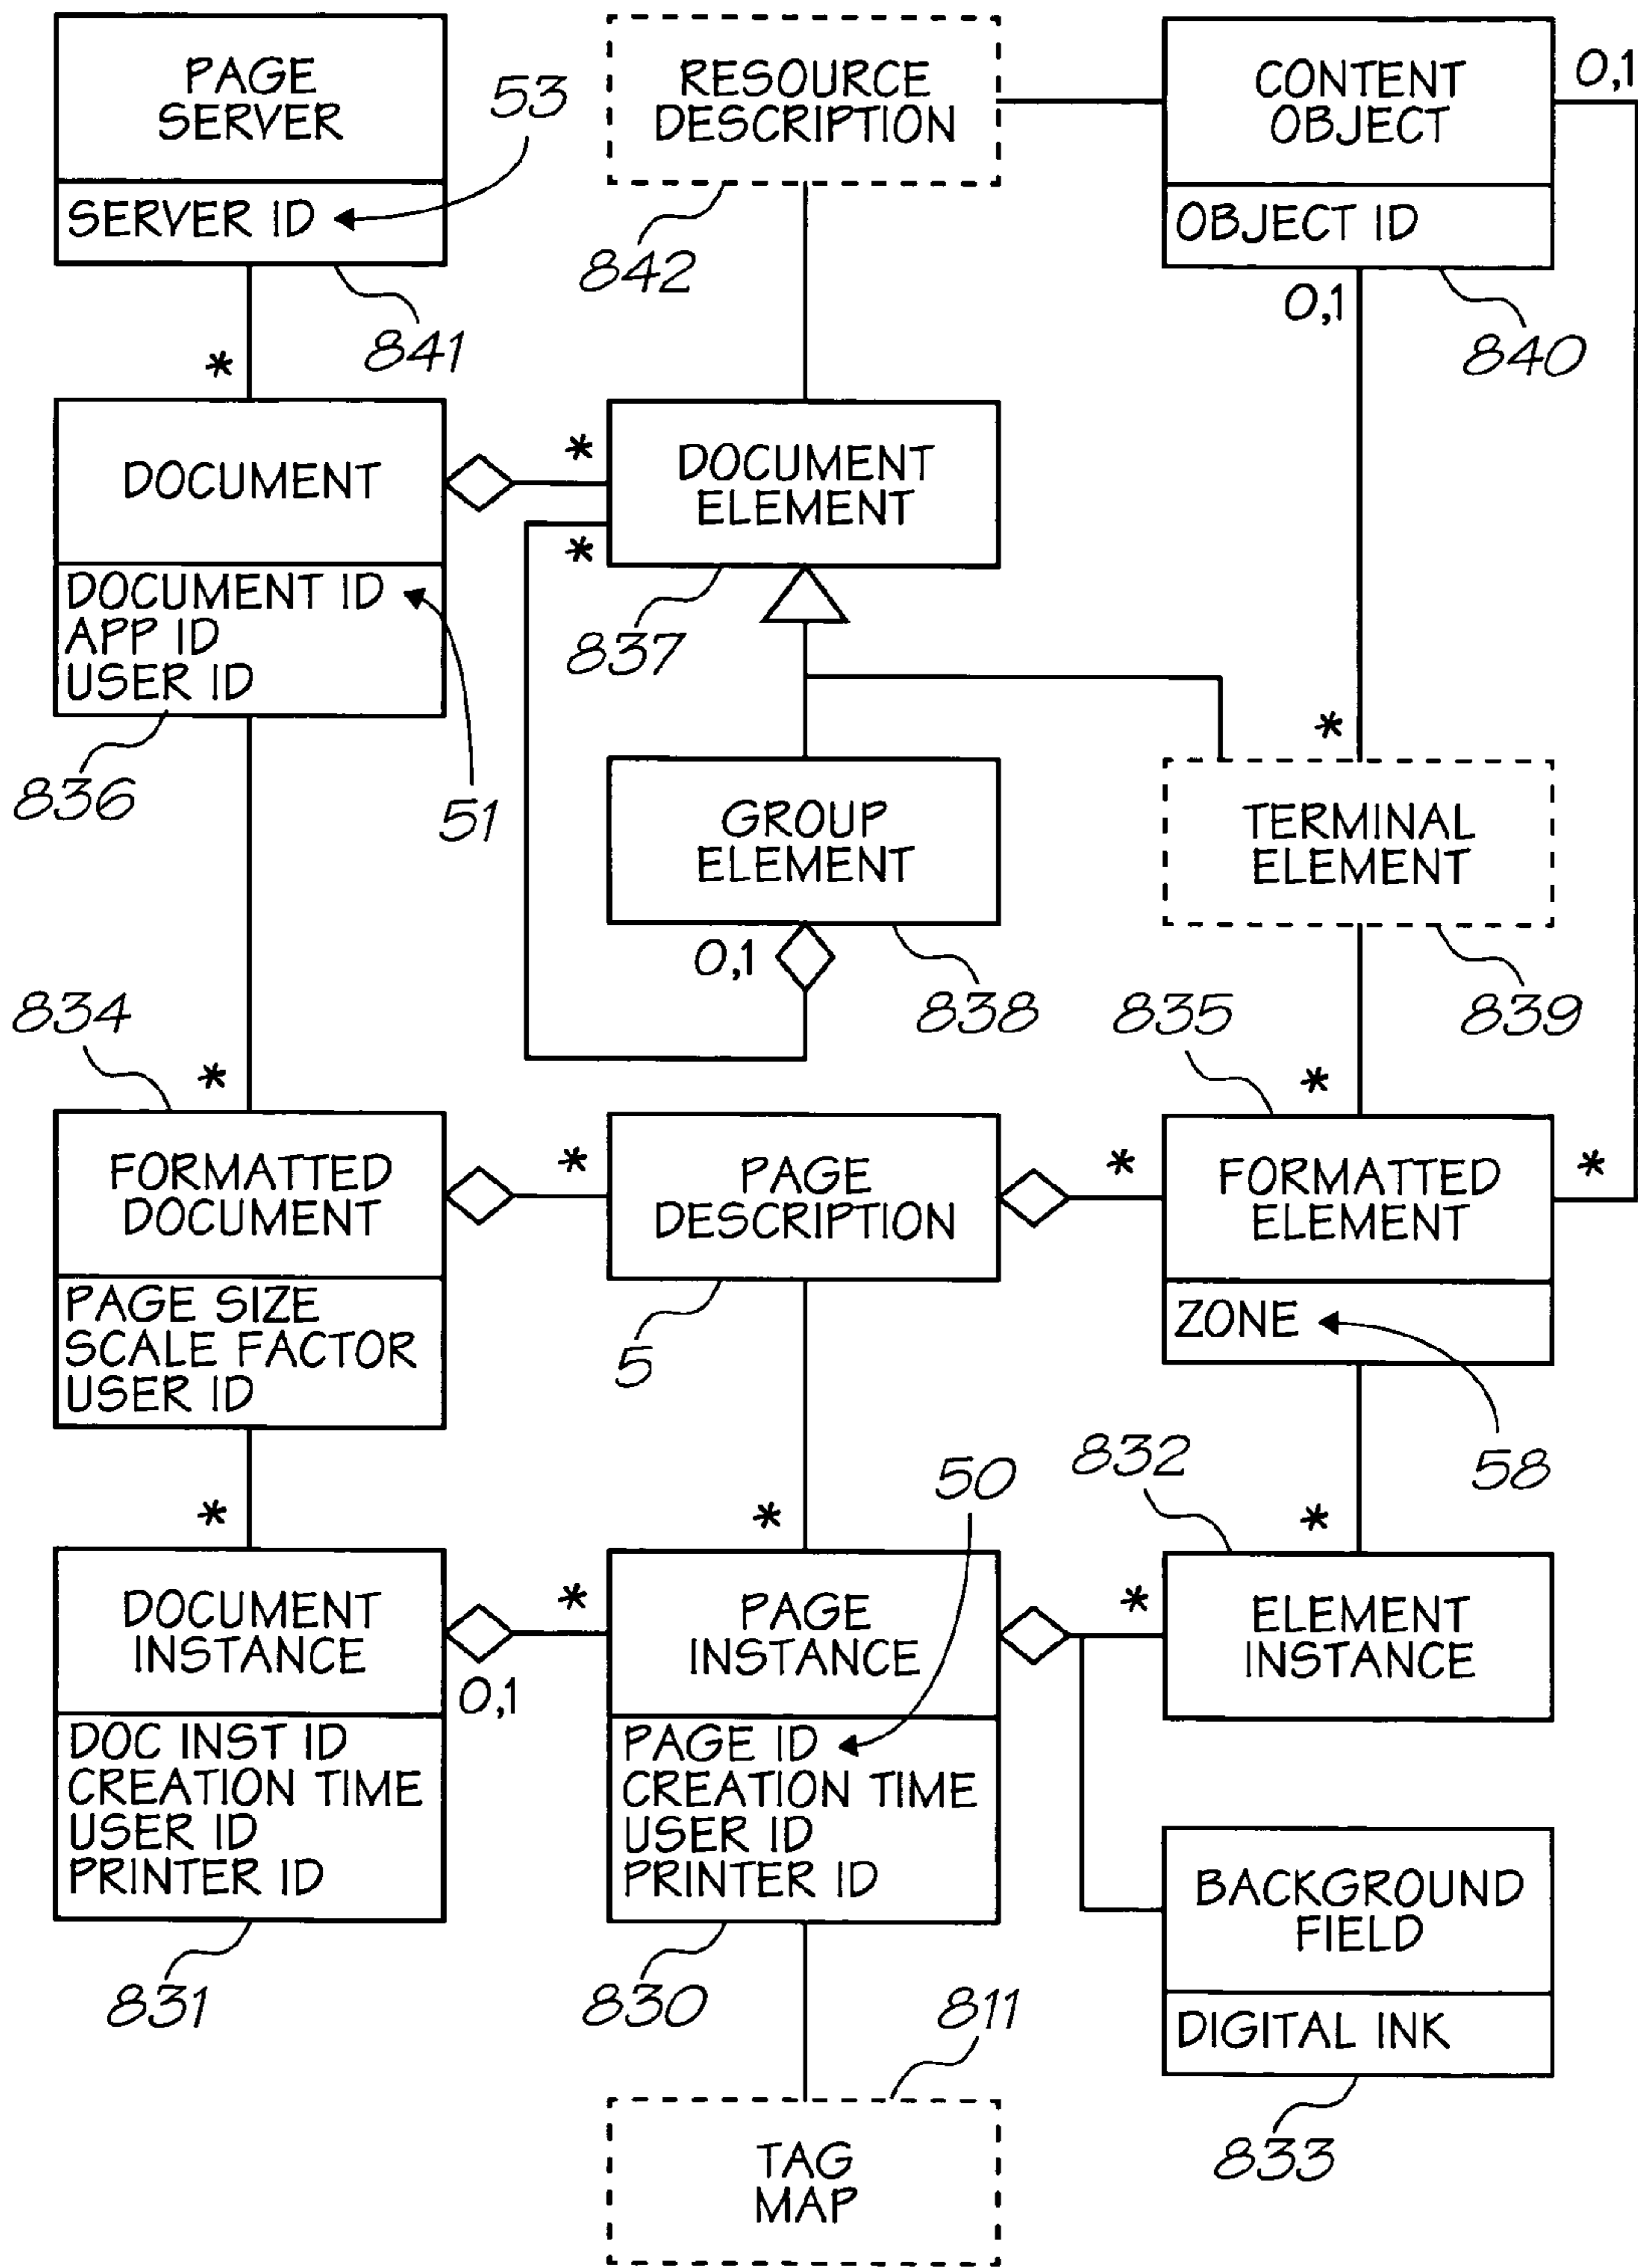 PAGE
SERVER
SERVER ID
53
841
*
RESOURCE
DESCRIPTION
842
CONTENT
OBJECT
OBJECT ID
0,1
0,1
840
DOCUMENT
DOCUMENT ID
APP ID
USER ID
836
51
*
*
DOCUMENT
ELEMENT
837
GROUP
ELEMENT
0,1
838
*
TERMINAL
ELEMENT
839
834
*
FORMATTED
DOCUMENT
PAGE SIZE
SCALE FACTOR
USER ID
*
PAGE
DESCRIPTION
5
*
835
*
FORMATTED
ELEMENT
*
ZONE
58
*
DOCUMENT
INSTANCE
0,1
DOC INST ID
CREATION TIME
USER ID
PRINTER ID
831
*
*
50
PAGE
INSTANCE
PAGE ID
CREATION TIME
USER ID
PRINTER ID
830
832
*
*
ELEMENT
INSTANCE
BACKGROUND
FIELD
DIGITAL INK
833
811
TAG
MAP